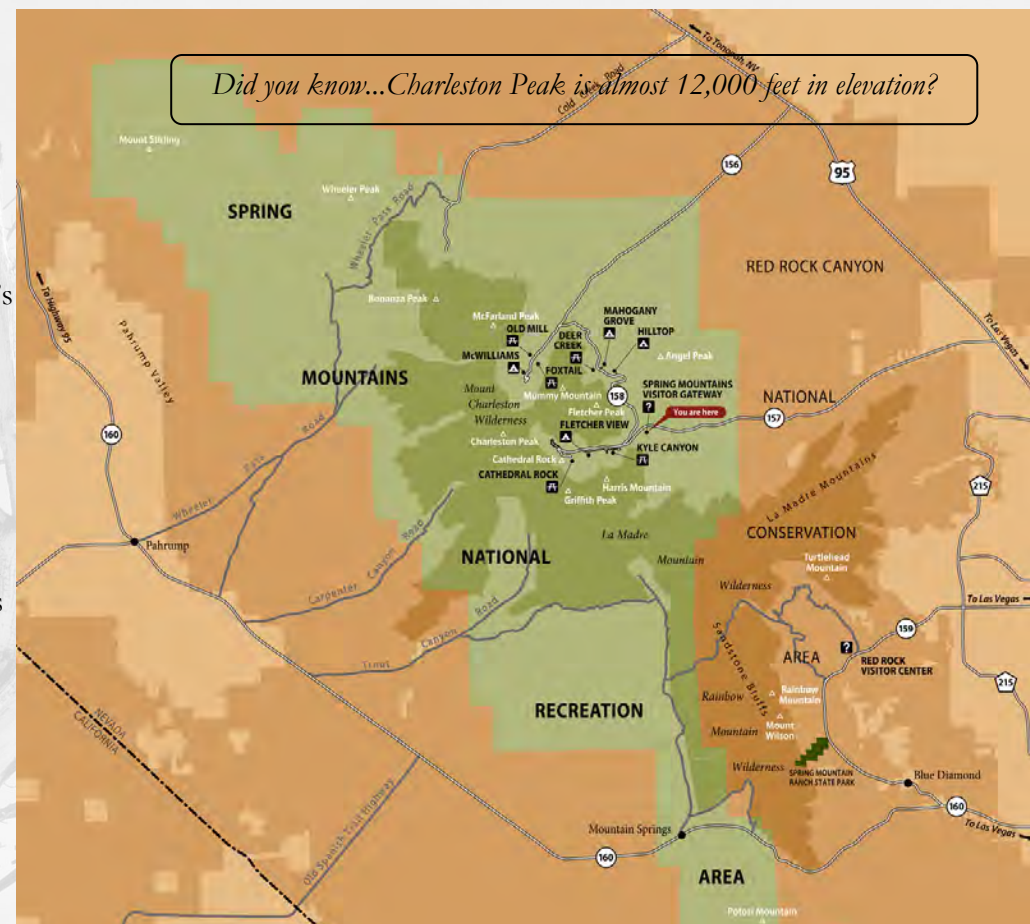 Did you know...Charleston Peak is almost 12,000 feet in elevation?
To Tonopah, NV
Cold Creek Road
Mount Stirling
156
95
Wheeler Peak
SPRING
Wheeler Pass Road
RED ROCK CANYON
's
To Highway 95
Pahrump Valley
Bonanza Peak
McFarland Peak
MAHOGANY
GROVE
OLD MILL
DEER
CREEK
HILLTOP
To Las Vegas
McWILLIAMS
FOXTAIL
Angel Peak
MOUNTAINS
Mount
Charleston
Wilderness
Mummy Mountain
158
SPRING MOUNTAINS
VISITOR GATEWAY
?
NATIONAL
Fletcher Peak
You are here
157
160
FLETCHER VIEW
Charleston Peak
KYLE CANYON
Cathedral Rock
CATHEDRAL ROCK
Harris Mountain
Griffith Peak
La Madre Mountains
215
Wheeler Pass Road
Pahrump
La Madre
Mountain
Wilderness
CONSERVATION
Turtlehead
Mountain
NATIONAL
Carpenter Canyon Road
s
To Las Vegas
159
Trout Canyon Road
Sandstone Bluffs
AREA
?
RED ROCK
VISITOR CENTER
215
RECREATION
Rainbow
Mountain
Wilderness
Rainbow
Mountain
Mount
Wilson
NEVADA
CALIFORNIA
SPRING MOUNTAIN
RANCH STATE PARK
Blue Diamond
160
Old Spanish Trail Highway
Mountain Springs
To Las Vegas
160
AREA
Potosi Mountain